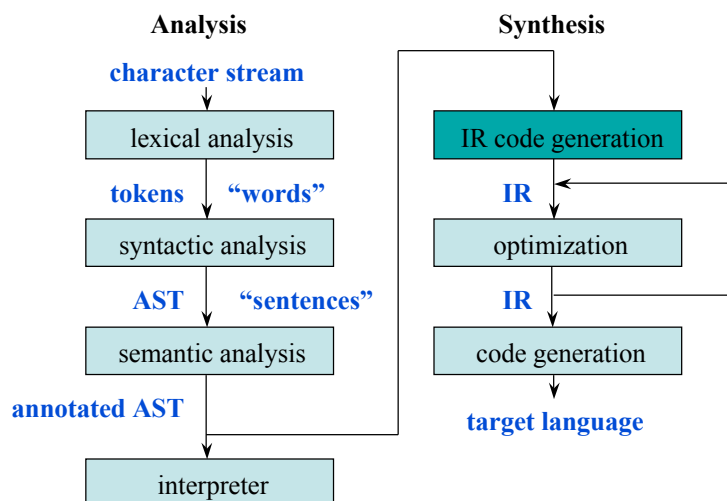 Analysis
character stream
lexical analysis
tokens “words”
syntactic analysis
AST “sentences”
semantic analysis
annotated AST
interpreter
Synthesis
IR code generation
IR
optimization
IR
code generation
target language